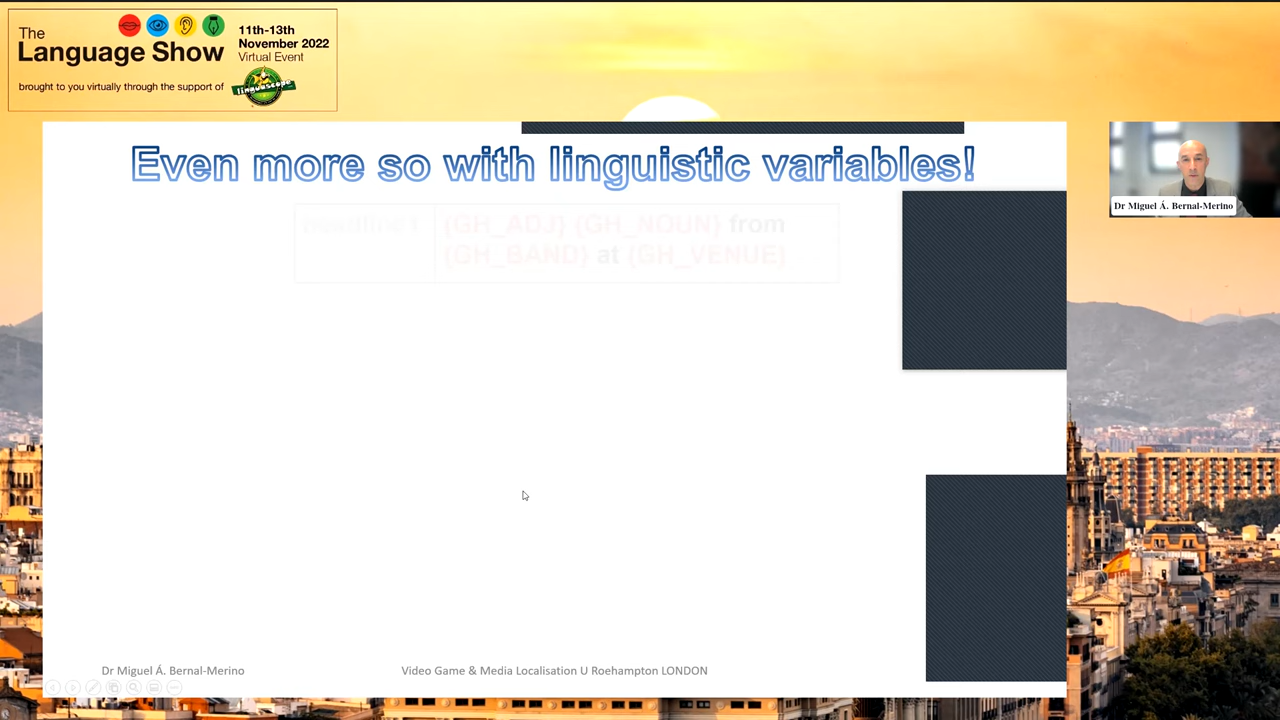 The
Language Show
11th-13th
November 2022
Virtual Event
brought to you virtually through the support of
linguascope
Even more so with linguistic variables!
Headline 1
{GH_ADJ} {GH_NOUN} from
{GH_BAND} at {GH_VENUE}
Dr Miguel Á. Bernal-Merino
Dr Miguel Á. Bernal-Merino
Video Game & Media Localisation U Roehampton LONDON